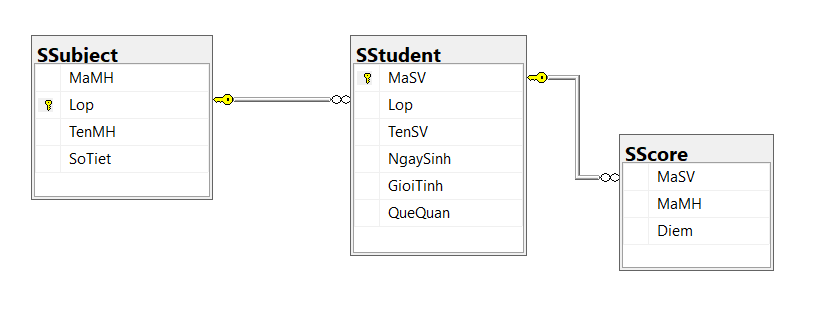 SSubject
MaMH
Lop
TenMH
SoTiet
SStudent
MaSV
Lop
TenSV
NgaySinh
GioiTinh
QueQuan
SScore
MaSV
MaMH
Diem